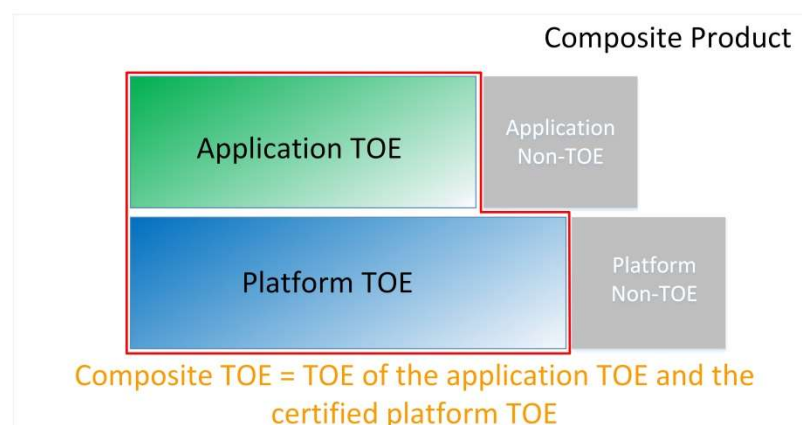 Composite Product
Application TOE
Application
Non-TOE
Platform TOE
Platform
Non-TOE
Composite TOE = TOE of the application TOE and the
certified platform TOE